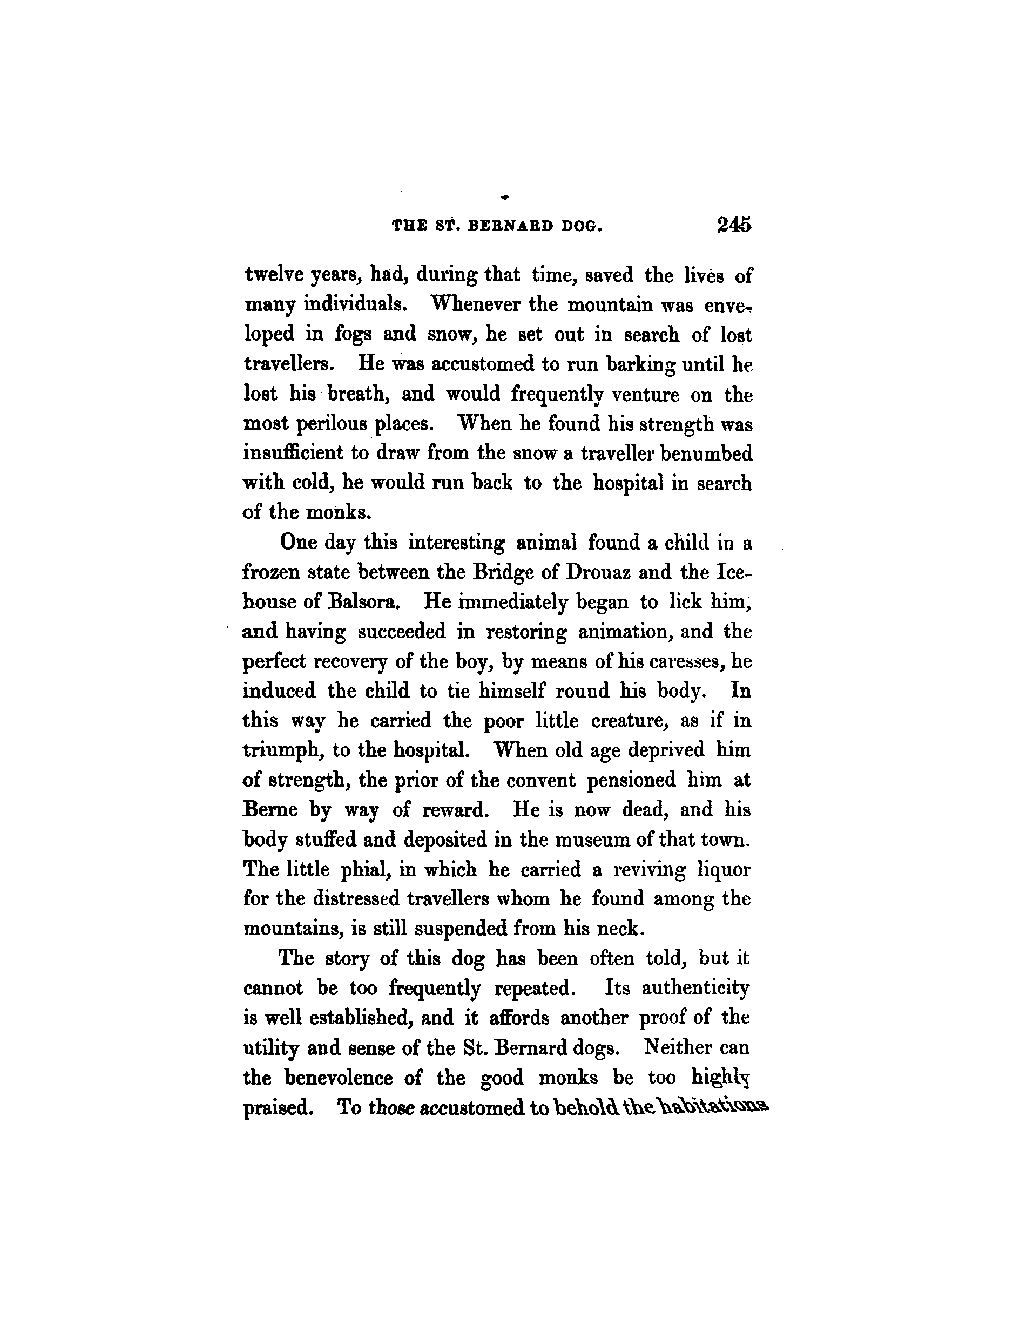 THE ST. BERNARD DOG. 245
twelve years, had, during that time, saved the lives of
many individuals. Whenever the mountain was enve-
loped in fogs and snow, he set out in search of lost
travellers. He was accustomed to run barking until he
lost his breath, and would frequently venture on the
most perilous places. When he found his strength was
insufficient to draw from the snow a traveller benumbed
with cold, he would run back to the hospital in search
of the monks.
One day this interesting animal found a child in a
frozen state between the Bridge of Drouaz and the Ice-
house of Balsora. He immediately began to lick him,
and having succeeded in restoring animation, and the
perfect recovery of the boy, by means of his caresses, he
induced the child to tie himself round his body. In
this way he carried the poor little creature, as if in
triumph, to the hospital. When old age deprived him
of strength, the prior of the convent pensioned him at
Berne by way of reward. He is now dead, and his
body stuffed and deposited in the museum of that town.
The little phial, in which he carried a reviving liquor
for the distressed travellers whom he found among the
mountains, is still suspended from his neck.
The story of this dog has been often told, but it
cannot be too frequently repeated. Its authenticity
is well established, and it affords another proof of the
utility and sense of the St. Bernard dogs. Neither can
the benevolence of the good monks be too highly
praised. To those accustomed to behold the habitations